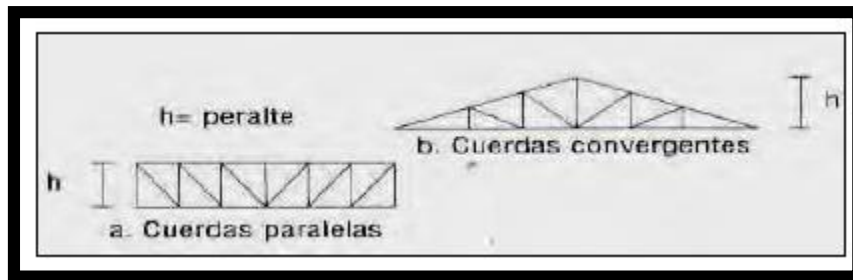 h= peralte
h
b. Cuerdas convergentes
h
a. Cuerdas paralelas